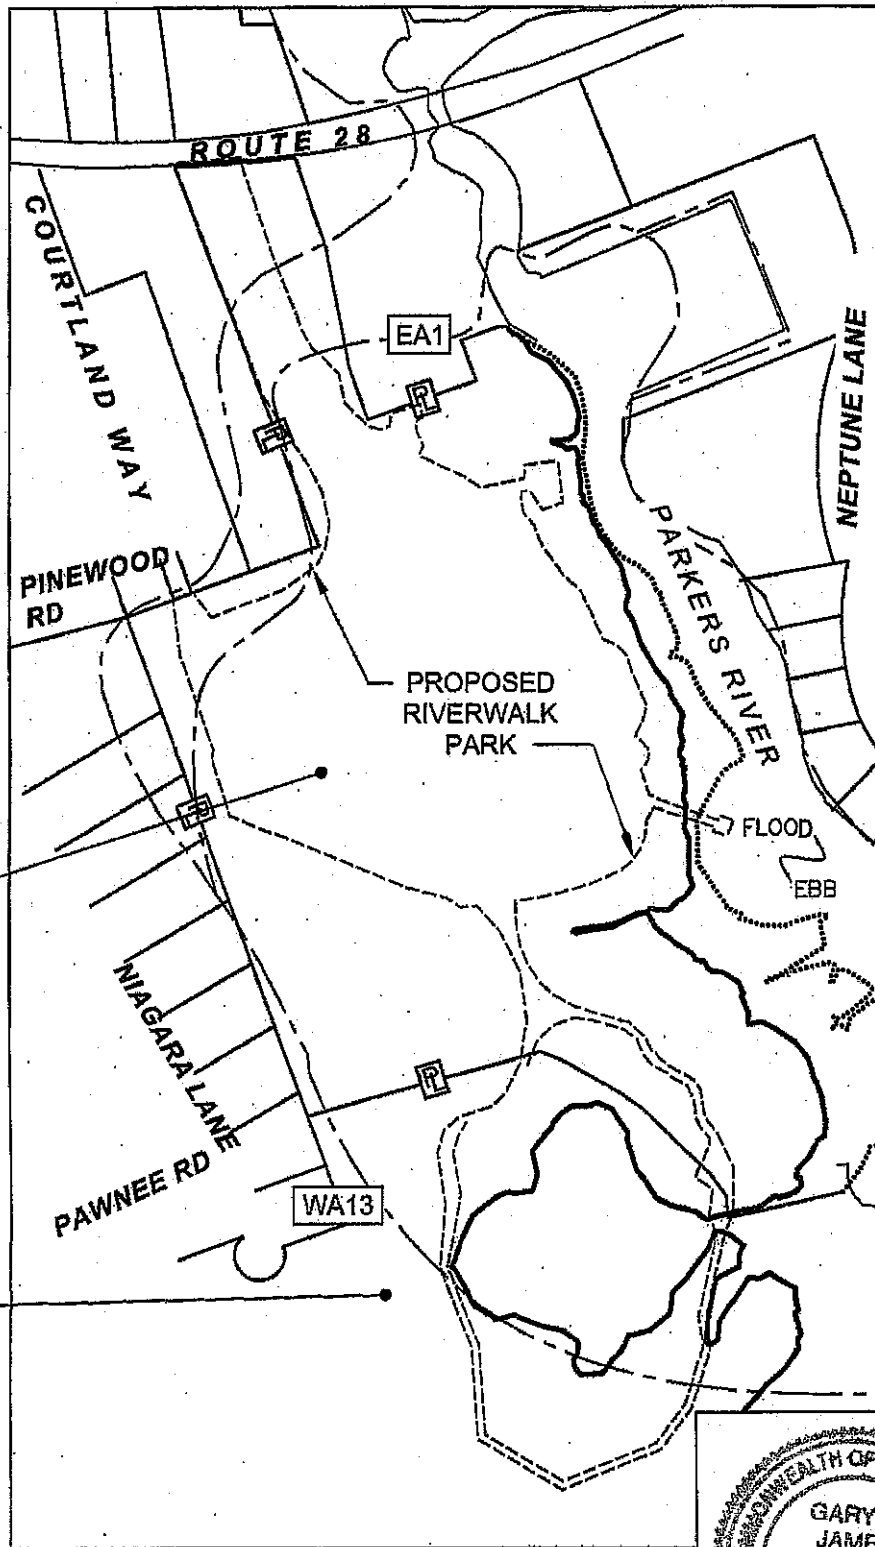 ROUTE 28
COURTLAND WAY
EA1
NEPTUNE LANE
PINEWOOD
RD
PARKERS RIVER
PROPOSED
RIVERWALK
PARK
FLOOD
EBB
NIAGARA LANE
PAWNEE RD
WA13
GARY